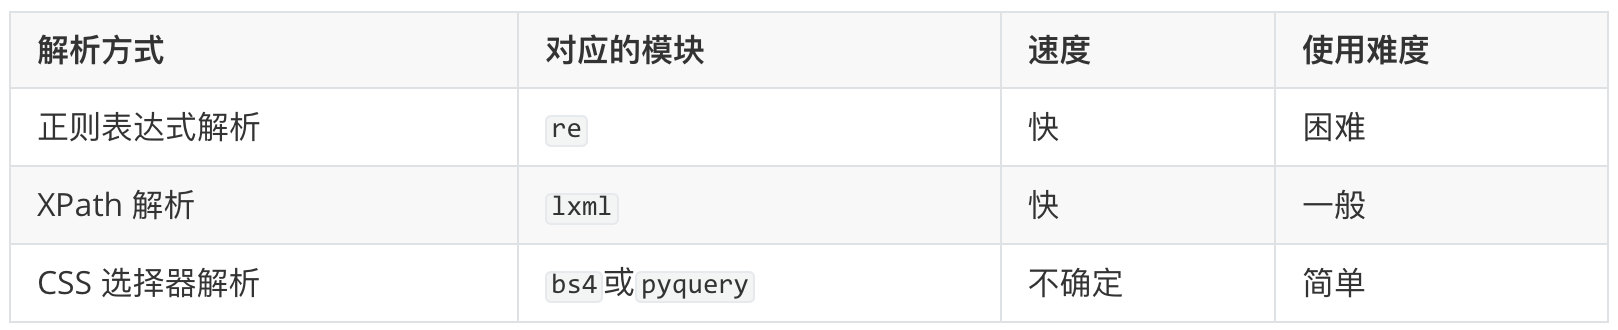 解析方式 对应的模块 速度 使用难度
正则表达式解析 re 快 困难
XPath 解析 lxml 快 一般
CSS 选择器解析 bs4或pyquery 不确定 简单